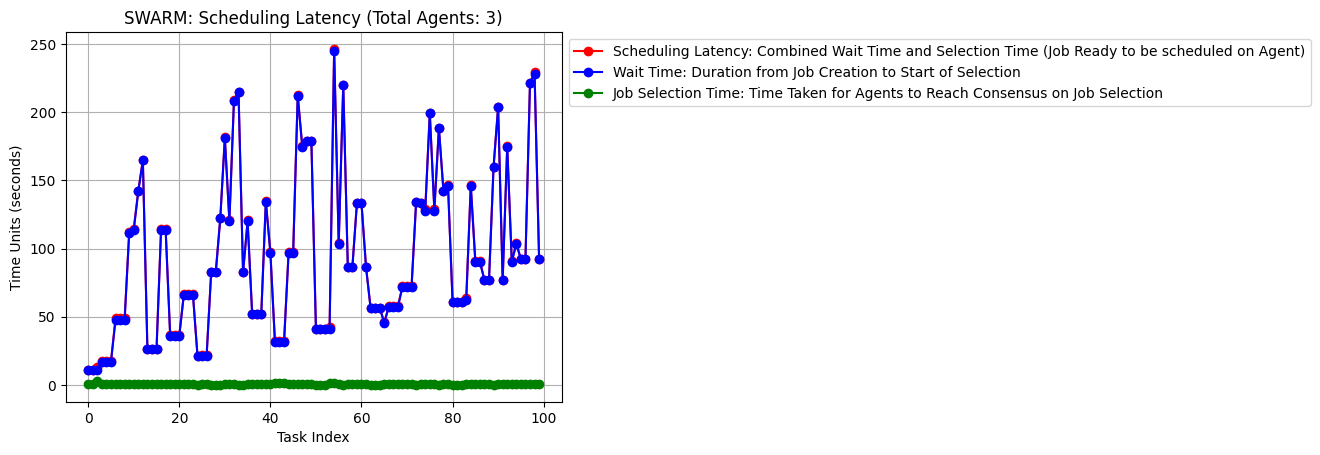 SWARM: Scheduling Latency (Total Agents: 3)
Scheduling Latency: Combined Wait Time and Selection Time (Job Ready to be scheduled on Agent)
Wait Time: Duration from Job Creation to Start of Selection
Job Selection Time: Time Taken for Agents to Reach Consensus on Job Selection
Time Units (seconds)
250
200
150
100
50
0
0 20 40 60 80 100
Task Index